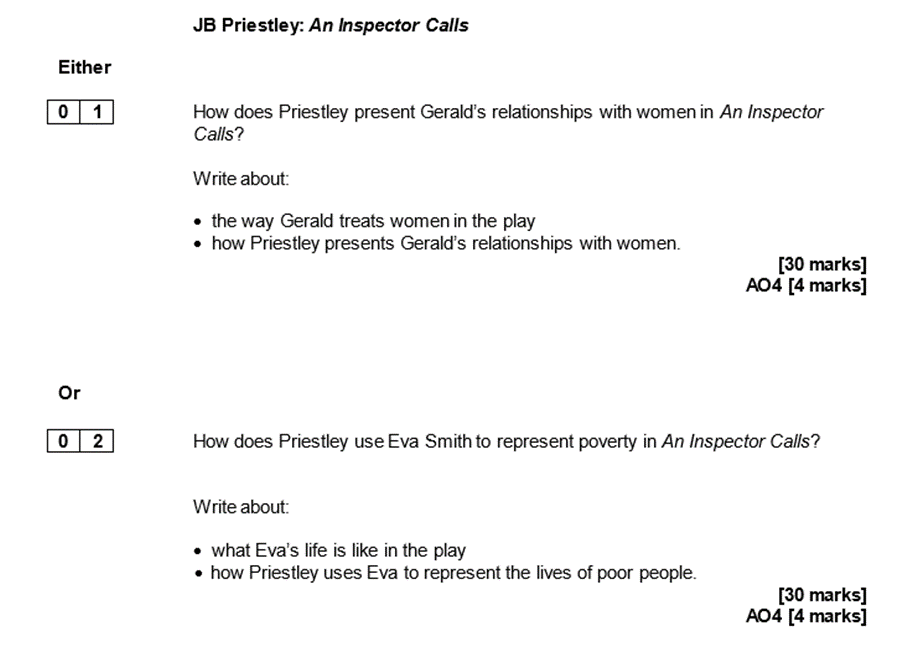 JB Priestley: An Inspector Calls
Either
0 1
How does Priestley present Gerald's relationships with women in An Inspector
Calls?
Write about:
• the way Gerald treats women in the play
• how Priestley presents Gerald's relationships with women.
[30 marks]
AO4 [4 marks]
Or
0 2
How does Priestley use Eva Smith to represent poverty in An Inspector Calls?
Write about:
• what Eva's life is like in the play
• how Priestley uses Eva to represent the lives of poor people.
[30 marks]
AO4 [4 marks]